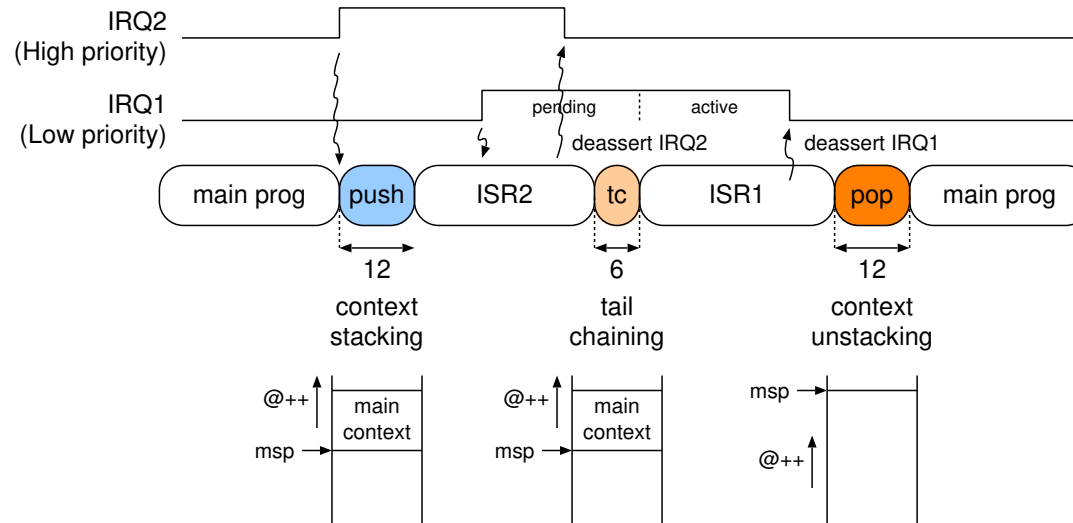 IRQ2
(High priority)
IRQ1
(Low priority)
pending
active
deassert IRQ2
deassert IRQ1
main prog
push
ISR2
tc
ISR1
pop
main prog
12
6
12
context
stacking
tail
chaining
context
unstacking
@++
main
context
msp
@++
main
context
msp
msp
@++